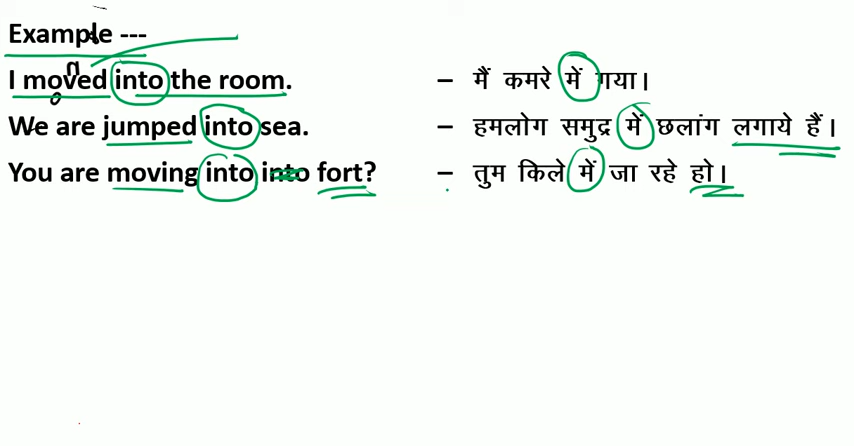 Example ---
I moved into the room. – मैं कमरे में गया।
We are jumped into sea. – हमलोग समुद्र में छलांग लगाये हैं।
You are moving into into fort? – तुम किले में जा रहे हो।